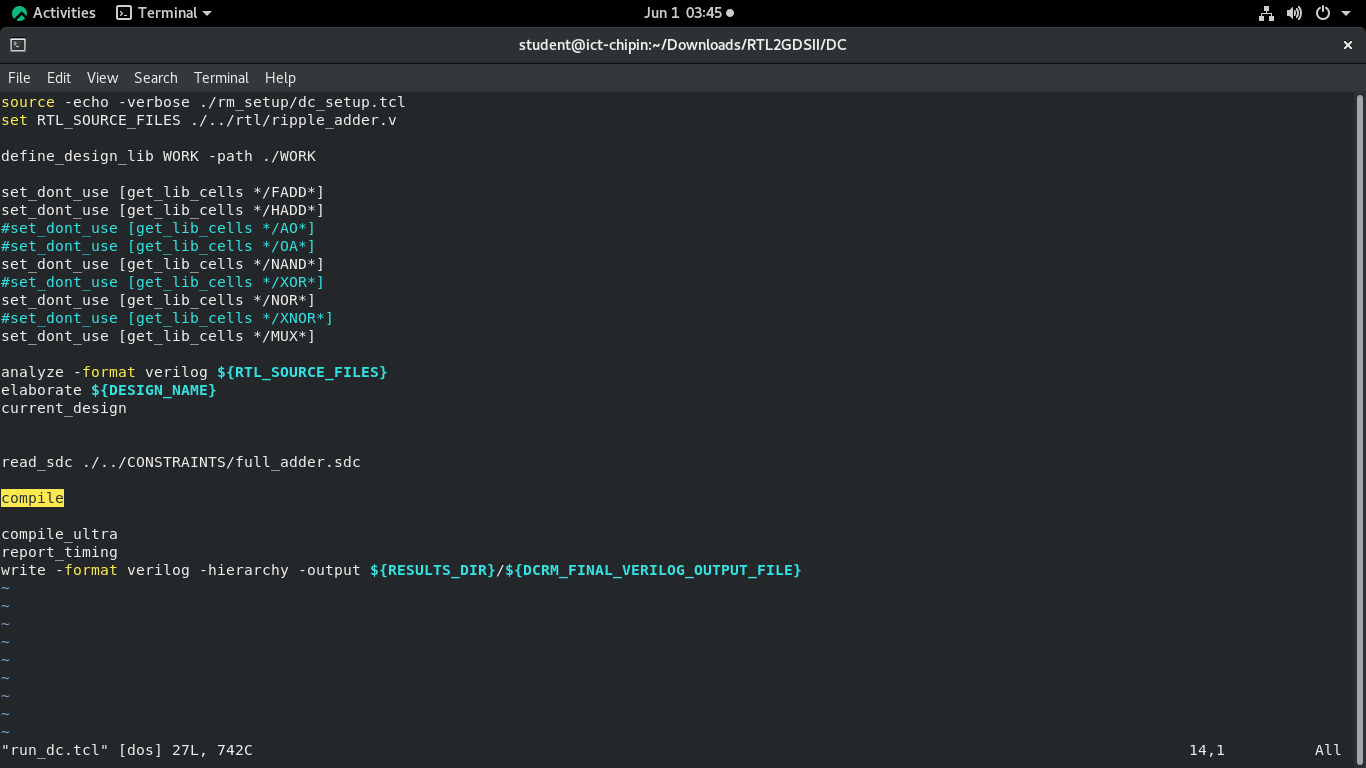 Activities Terminal Jun 1 03:45
student@ict-chipin:~/Downloads/RTL2GDSII/DC ×
File Edit View Search Terminal Help
source -echo -verbose ./rm_setup/dc_setup.tcl
set RTL_SOURCE_FILES ./../rtl/ripple_adder.v
define_design_lib WORK -path ./WORK
set_dont_use [get_lib_cells */FADD*]
set_dont_use [get_lib_cells */HADD*]
#set_dont_use [get_lib_cells */AO*]
#set_dont_use [get_lib_cells */OA*]
set_dont_use [get_lib_cells */NAND*]
#set_dont_use [get_lib_cells */XOR*]
set_dont_use [get_lib_cells */NOR*]
#set_dont_use [get_lib_cells */XNOR*]
set_dont_use [get_lib_cells */MUX*]
analyze -format verilog ${RTL_SOURCE_FILES}
elaborate ${DESIGN_NAME}
current_design
read_sdc ./../CONSTRAINTS/full_adder.sdc
compile
compile_ultra
report_timing
write -format verilog -hierarchy -output ${RESULTS_DIR}/${DCRM_FINAL_VERILOG_OUTPUT_FILE}
~
~
~
~
~
~
~
~
~
"run_dc.tcl" [dos] 27L, 742C 14,1 All